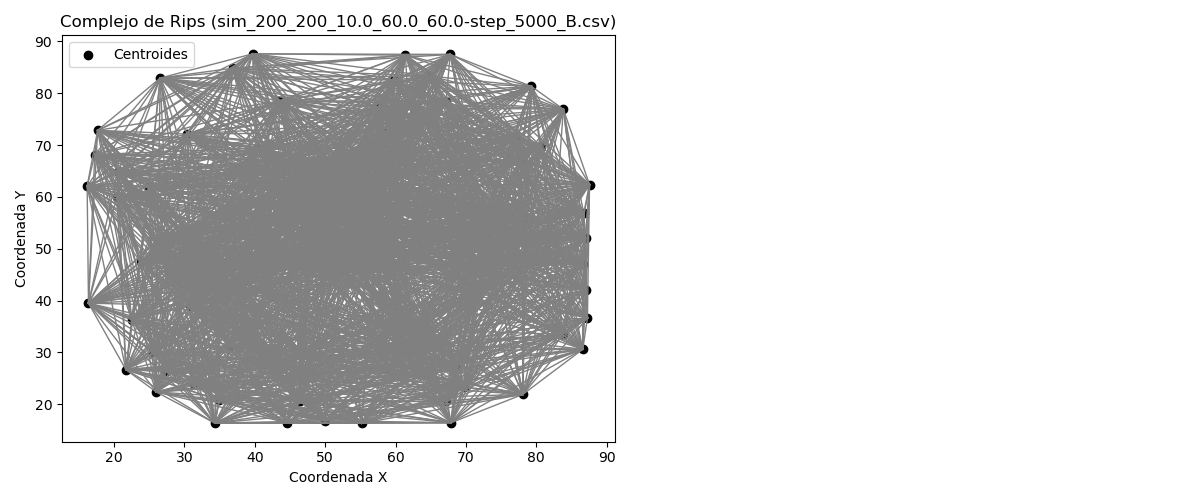 Complejo de Rips (sim_200_200_10.0_60.0_60.0-step_5000_B.csv)
Centroides
90
80
70
60
50
40
30
20
Coordenada Y
20 30 40 50 60 70 80 90
Coordenada X